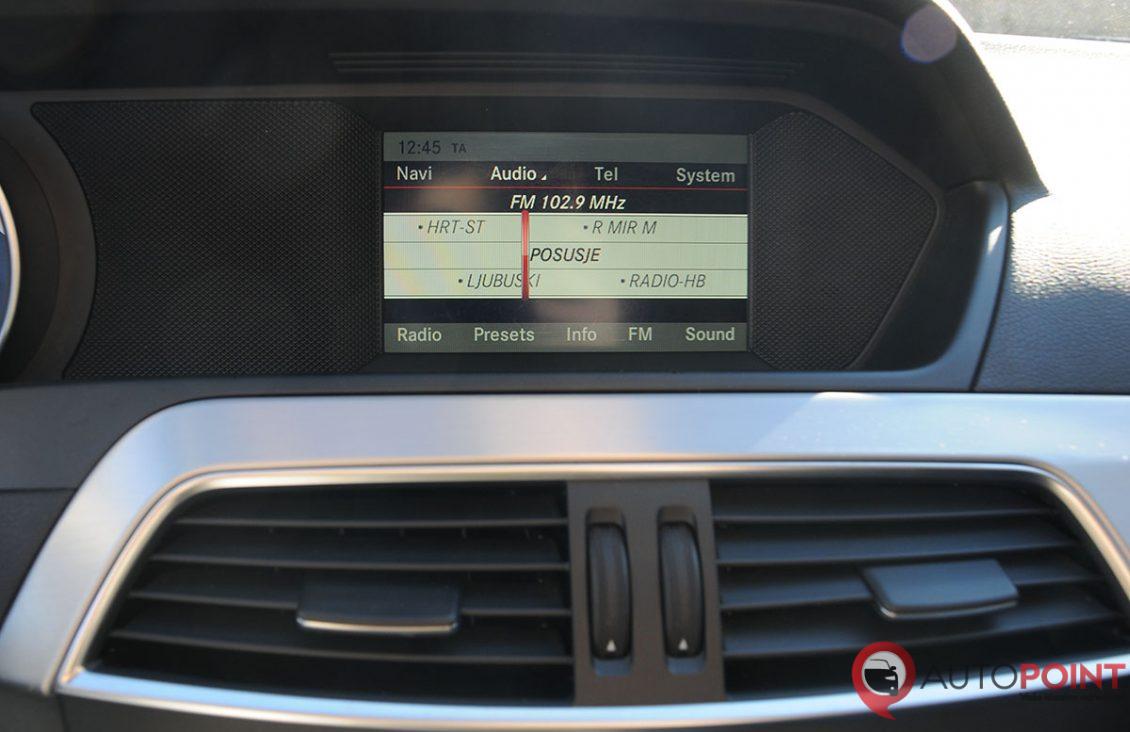 12:45 TA
Navi Audio Tel System
FM 102.9 MHz
• HRT-ST • R MIR M
POSUSJE
• LJUBUSKI • RADIO-HB
Radio Presets Info FM Sound
AUTOPOINT